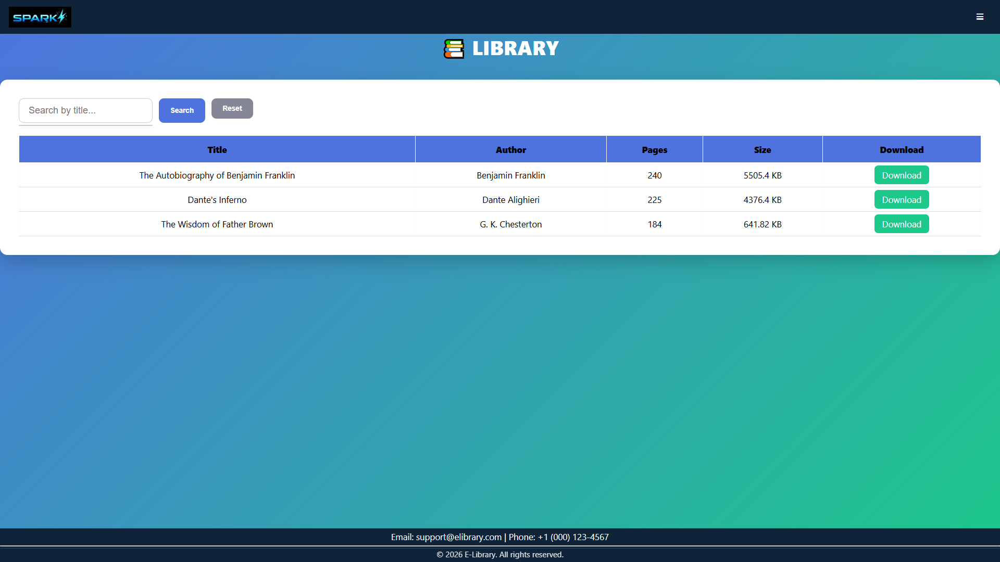 SPARK
LIBRARY
Search by title...
Search
Reset
Title Author Pages Size Download
The Autobiography of Benjamin Franklin Benjamin Franklin 240 5505.4 KB Download
Dante's Inferno Dante Alighieri 225 4376.4 KB Download
The Wisdom of Father Brown G. K. Chesterton 184 641.82 KB Download
Email: support@elibrary.com | Phone: +1 (000) 123-4567
© 2026 E-Library. All rights reserved.